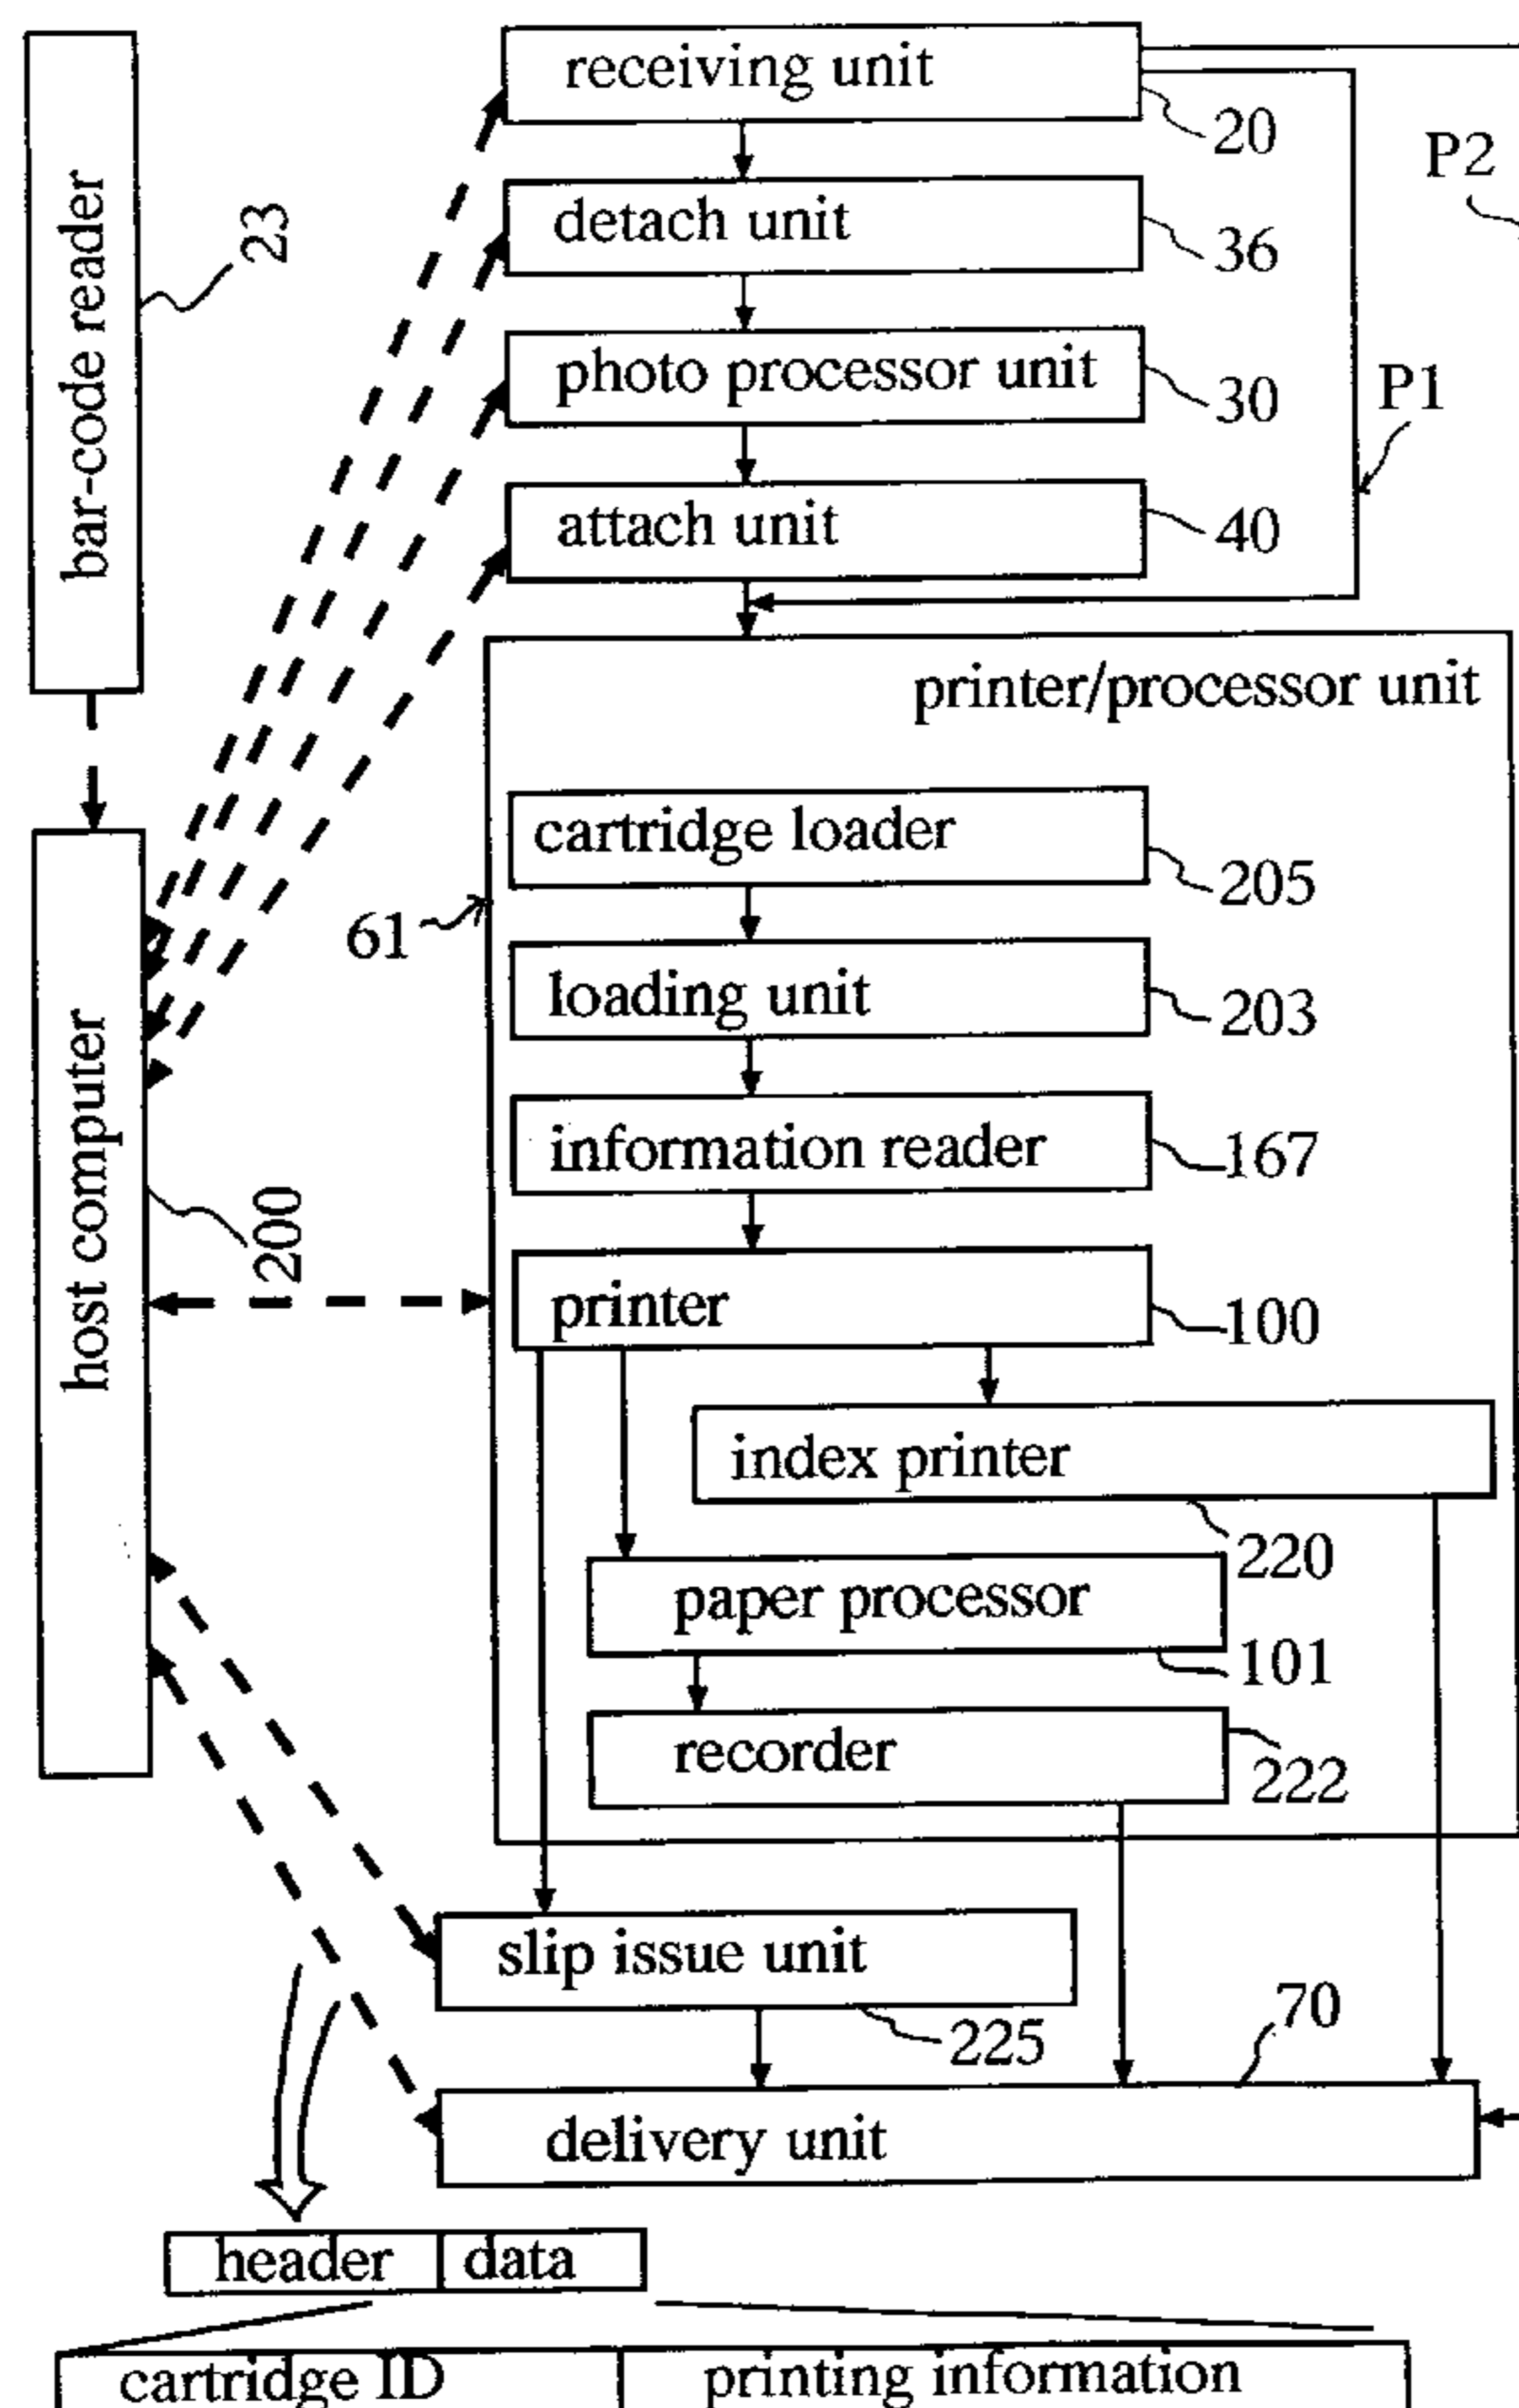 receiving unit
20
P2
detach unit
36
bar-code reader
23
photo processor unit
30
P1
attach unit
40
printer/processor unit
cartridge loader
205
61
loading unit
203
host computer
200
information reader
167
printer
100
index printer
220
paper processor
101
recorder
222
slip issue unit
225
70
delivery unit
header data
cartridge ID printing information